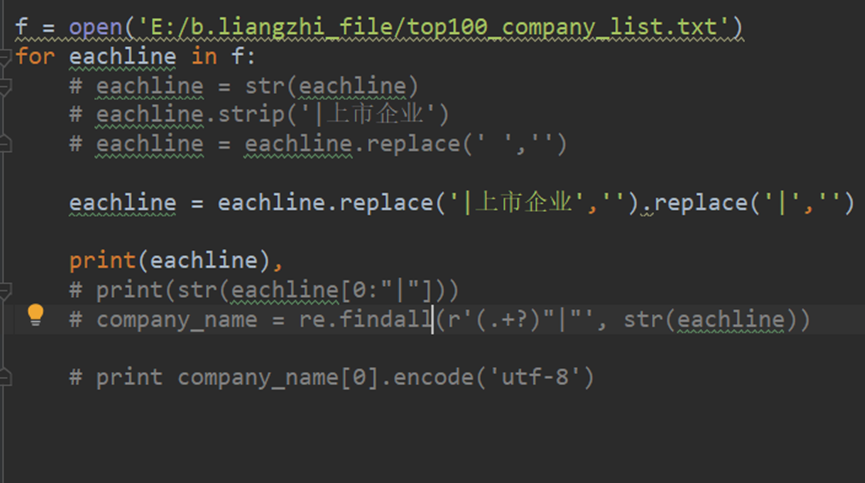 f = open('E:/b.liangzhi_file/top100_company_list.txt')
for eachline in f:
# eachline = str(eachline)
# eachline.strip('|上市企业')
# eachline = eachline.replace(' ','')
eachline = eachline.replace('|上市企业','').replace('|','')
print(eachline),
# print(str(eachline[0:"|"]))
# company_name = re.findall(r'(.+?)"|"', str(eachline))
# print company_name[0].encode('utf-8')